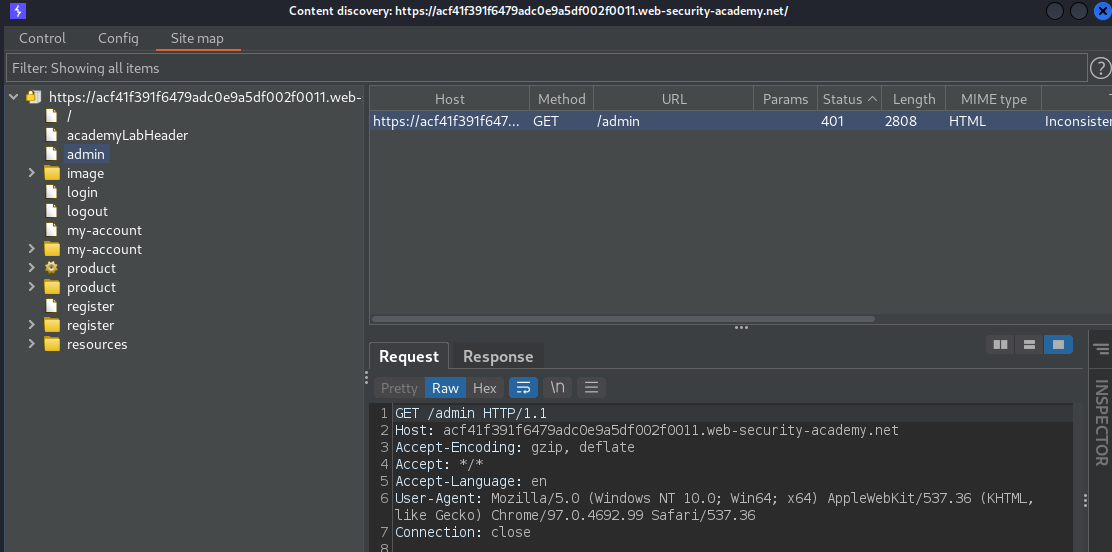 Content discovery: https://acf41f391f6479adc0e9a5df002f0011.web-security-academy.net/
Control Config Site map
Filter: Showing all items
?
https://acf41f391f6479adc0e9a5df002f0011.web-
/
academyLabHeader
admin
image
login
logout
my-account
my-account
product
product
register
register
resources
Host Method URL Params Status Length MIME type T
https://acf41f391f647... GET /admin 401 2808 HTML Inconsisten
Request Response
Pretty Raw Hex \n
INSPECTOR
1 GET /admin HTTP/1.1
2 Host: acf41f391f6479adc0e9a5df002f0011.web-security-academy.net
3 Accept-Encoding: gzip, deflate
4 Accept: */*
5 Accept-Language: en
6 User-Agent: Mozilla/5.0 (Windows NT 10.0; Win64; x64) AppleWebKit/537.36 (KHTML,
like Gecko) Chrome/97.0.4692.99 Safari/537.36
7 Connection: close
8